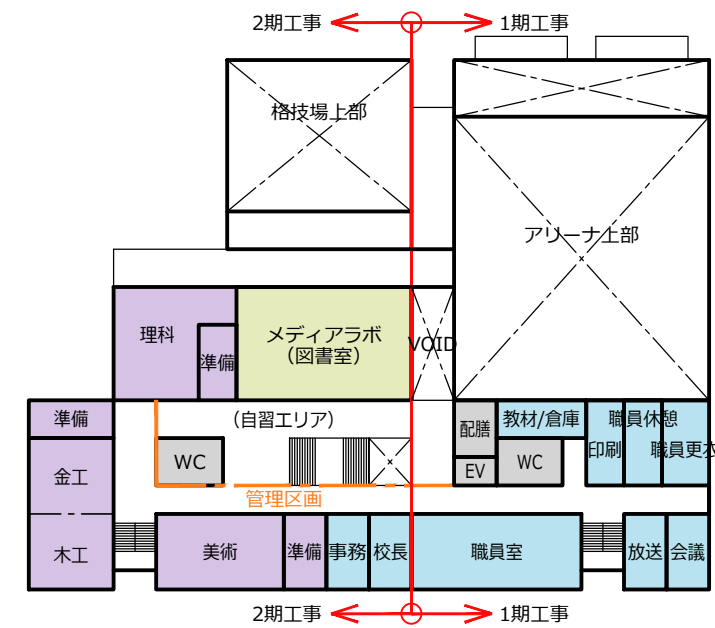 2期工事
1期工事
格技場上部
アリーナ上部
理科
準備
メディアラボ
(図書室)
VOID
準備
(自習エリア)
配膳
教材/倉庫
職員休憩
印刷
職員更衣
金工
WC
EV
WC
管理区画
木工
美術
準備
事務
校長
職員室
放送
会議
2期工事
1期工事